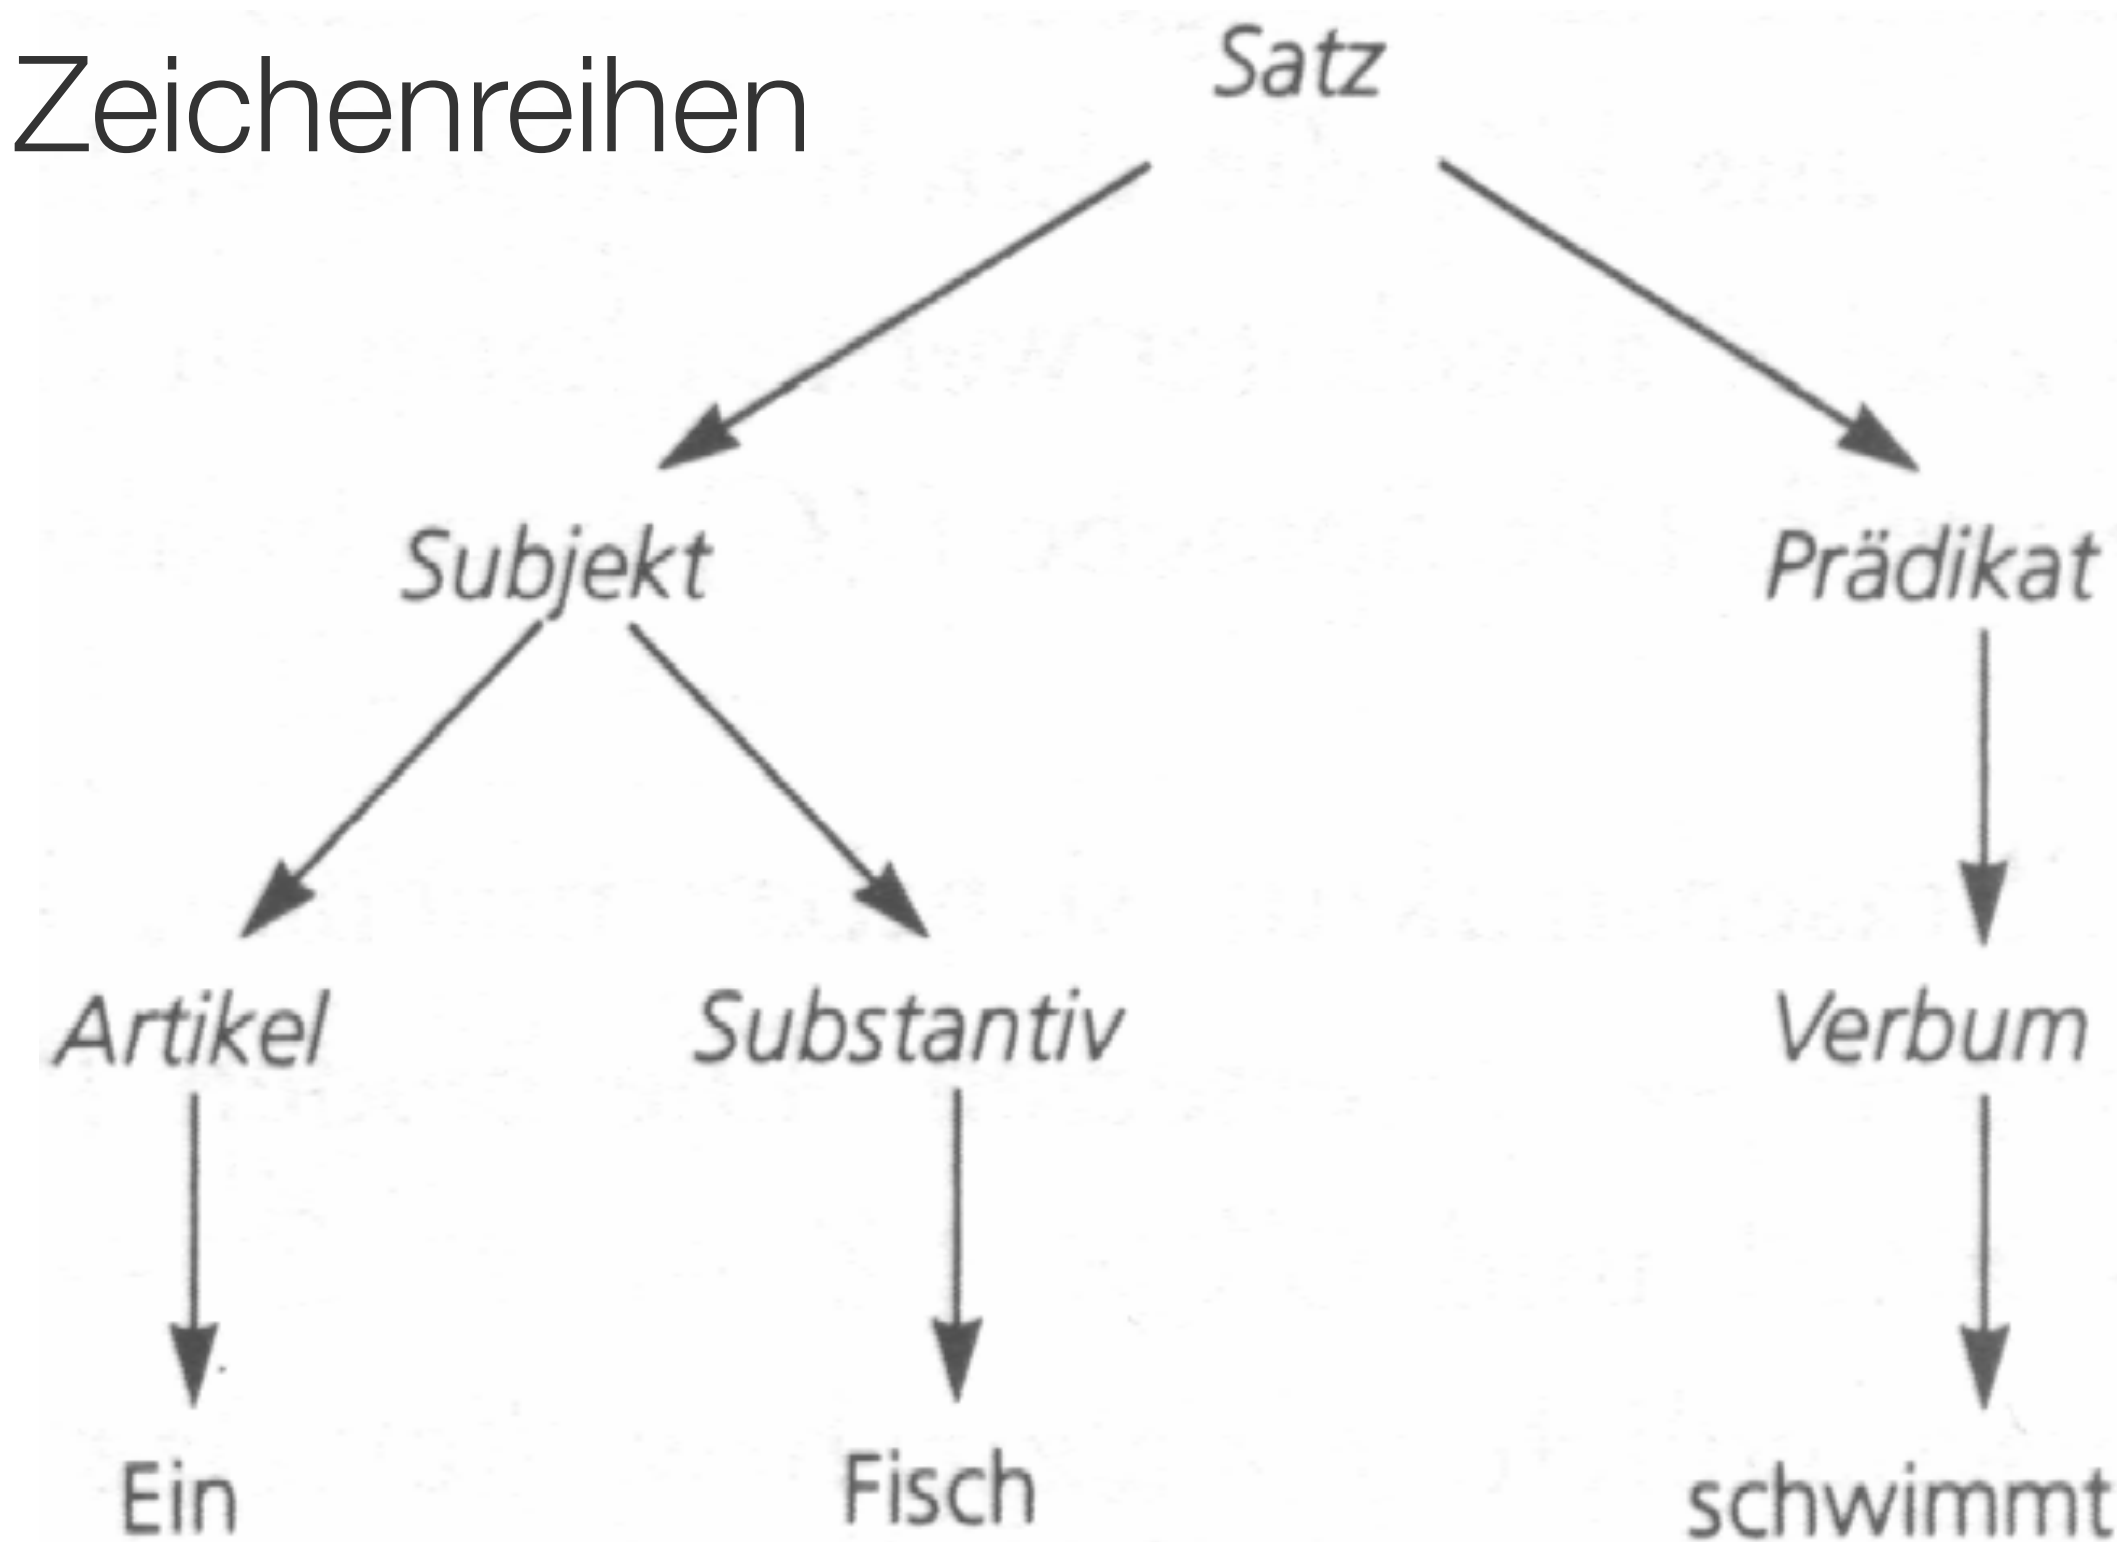 Zeichenreihen
Satz
Subjekt Prädikat
Artikel Substantiv Verbum
Ein Fisch schwimmt